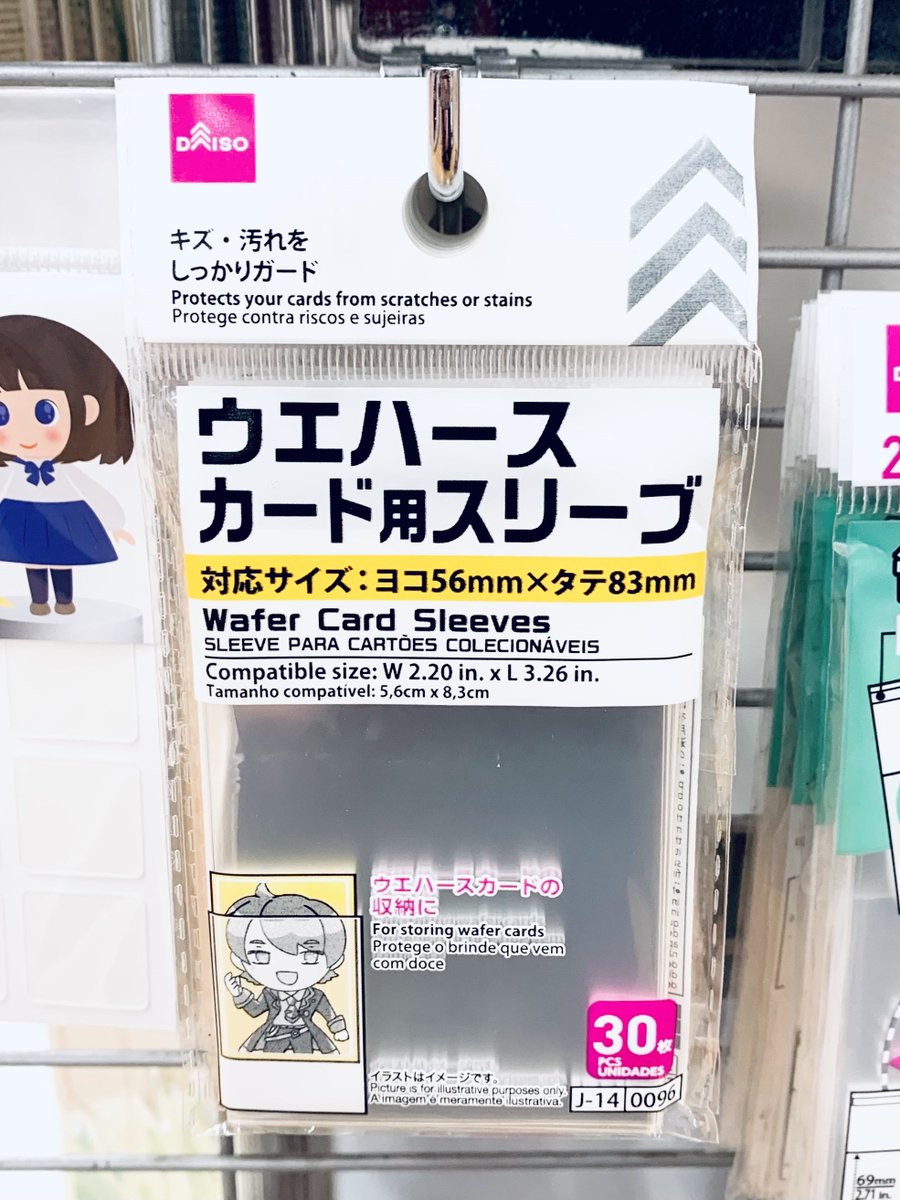 DAISO
キズ・汚れを
しっかりガード
Protects your cards from scratches or stains
Protege contra riscos e sujeiras
ウエハース
カード用スリーブ
対応サイズ：ヨコ56mm×タテ83mm
Wafer Card Sleeves
SLEEVE PARA CARTÕES COLECIONÁVEIS
Compatible size: W 2.20 in. x L 3.26 in.
Tamanho compatível: 5,6cm x 8,3cm
ウエハースカードの
収納に
For storing wafer cards
Protege o brinde que vem
com doce
30枚
PCS
UNIDADES
イラストはイメージです。
Picture is for illustrative purposes only.
A imagem é meramente ilustrativa.
J-14 0096
2
69mm
2.71 in.